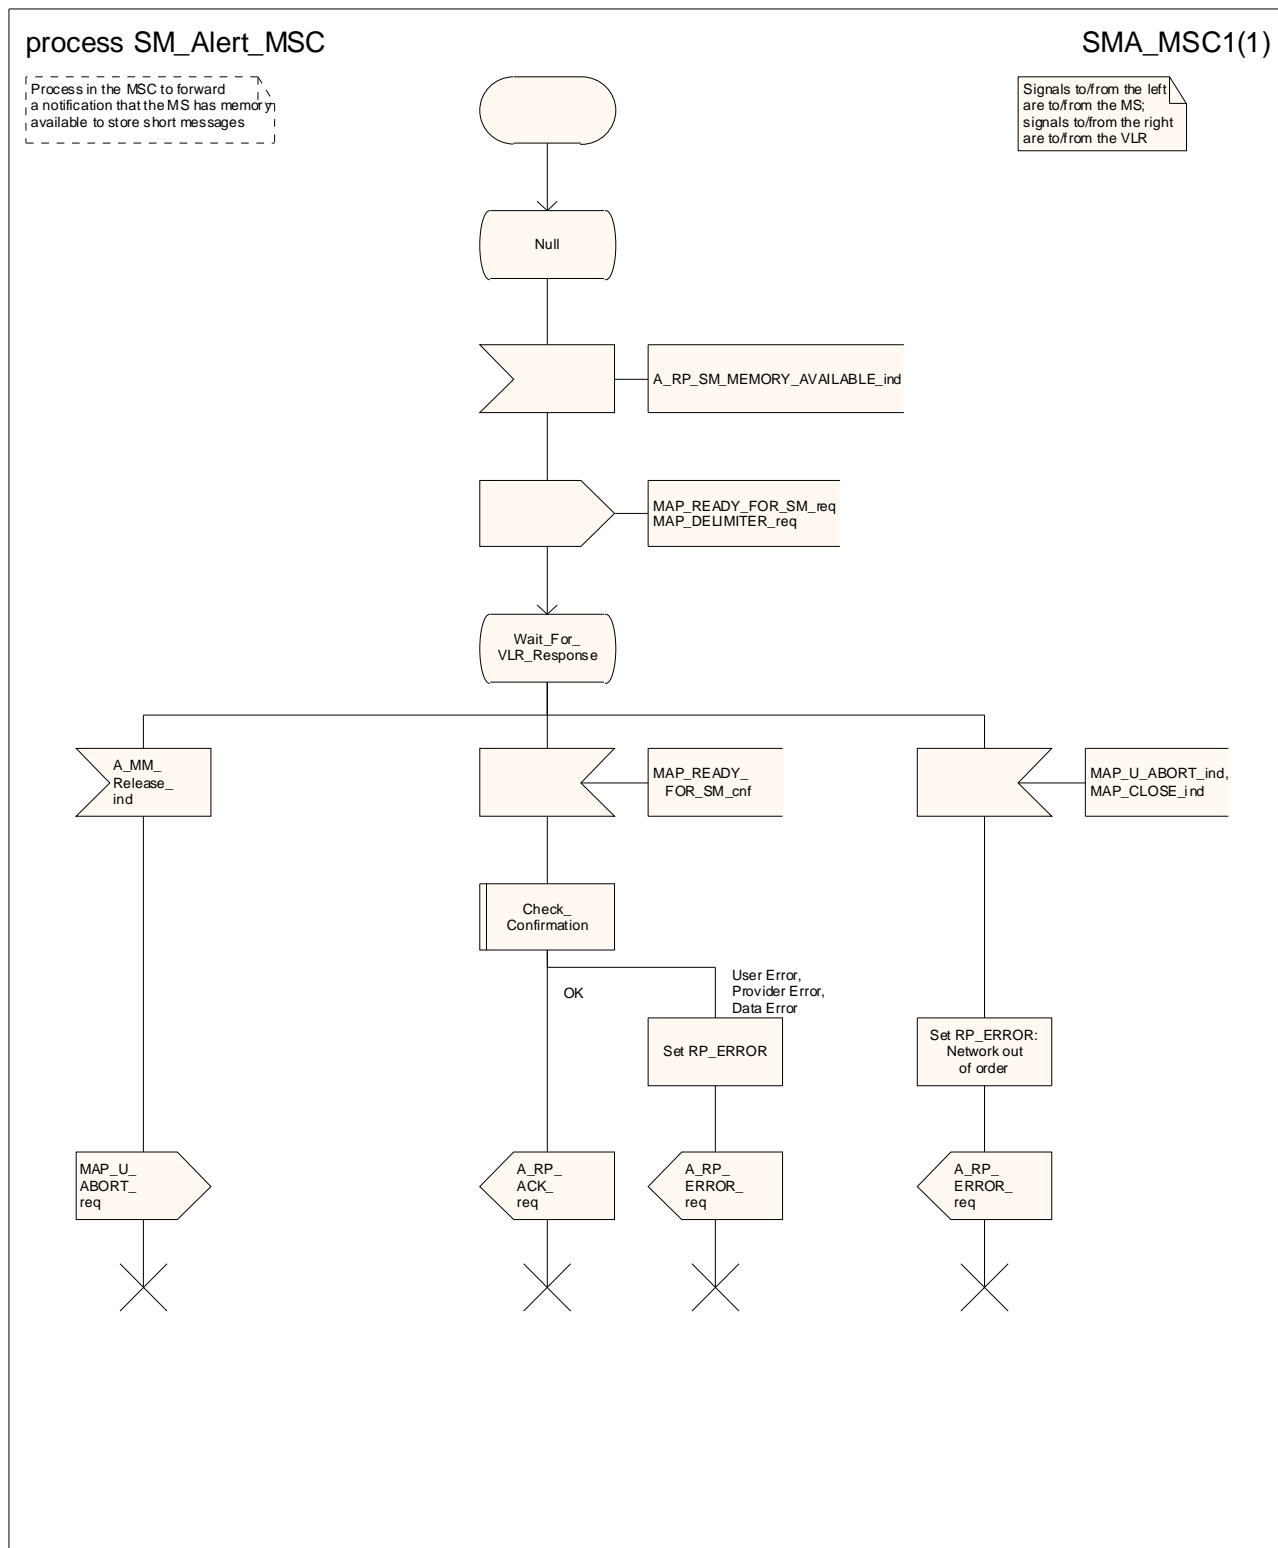 process SM_Alert_MSC
SMA_MSC1(1)
Process in the MSC to forward
a notification that the MS has memory
available to store short messages
Signals to/from the left
are to/from the MS;
signals to/from the right
are to/from the VLR
Null
A_RP_SM_MEMORY_AVAILABLE_ind
MAP_READY_FOR_SM_req
MAP_DELIMITER_req
Wait_For_
VLR_Response
A_MM_
Release_
ind
MAP_READY_
FOR_SM_cnf
MAP_U_ABORT_ind,
MAP_CLOSE_ind
Check_
Confirmation
OK
User Error,
Provider Error,
Data Error
Set RP_ERROR
Set RP_ERROR:
Network out
of order
MAP_U_
ABORT_
req
A_RP_
ACK_
req
A_RP_
ERROR_
req
A_RP_
ERROR_
req